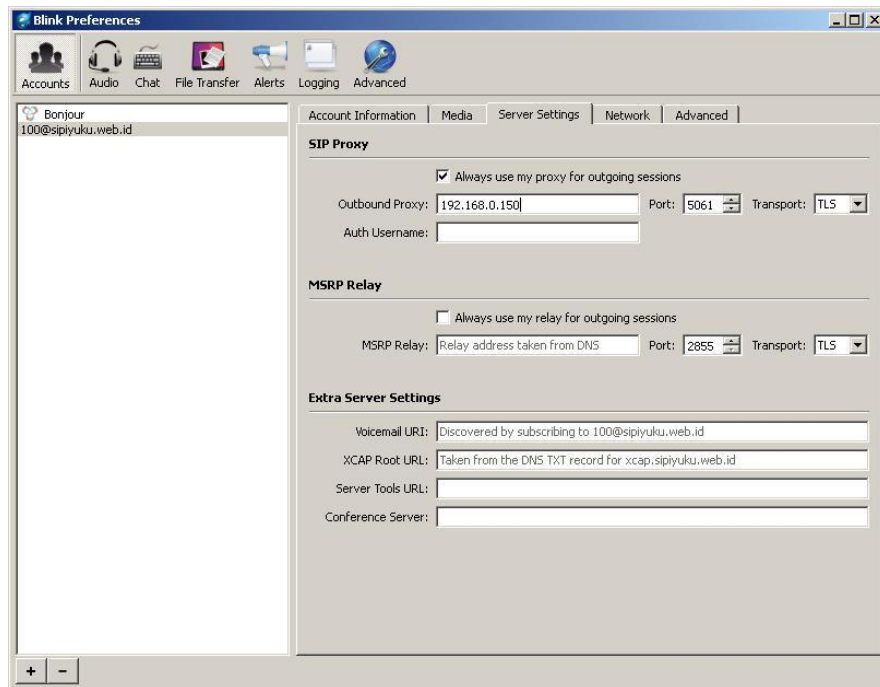 Blink Preferences
Accounts Audio Chat File Transfer Alerts Logging Advanced
Bonjour
100@sipiyuku.web.id
Account Information Media Server Settings Network Advanced
SIP Proxy
Always use my proxy for outgoing sessions
Outbound Proxy: 192.168.0.150 Port: 5061 Transport: TLS
Auth Username:
MSRP Relay
Always use my relay for outgoing sessions
MSRP Relay: Relay address taken from DNS Port: 2855 Transport: TLS
Extra Server Settings
Voicemail URI: Discovered by subscribing to 100@sipiyuku.web.id
XCAP Root URL: Taken from the DNS TXT record for xcap.sipiyuku.web.id
Server Tools URL:
Conference Server:
+ -